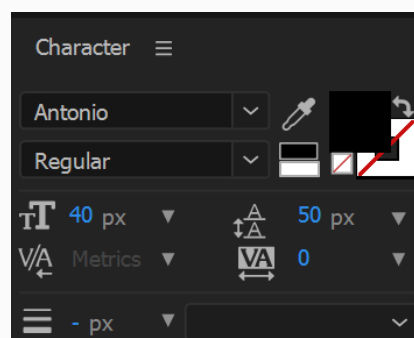 Character
Antonio
Regular
40 px 50 px
Metrics 0
- px